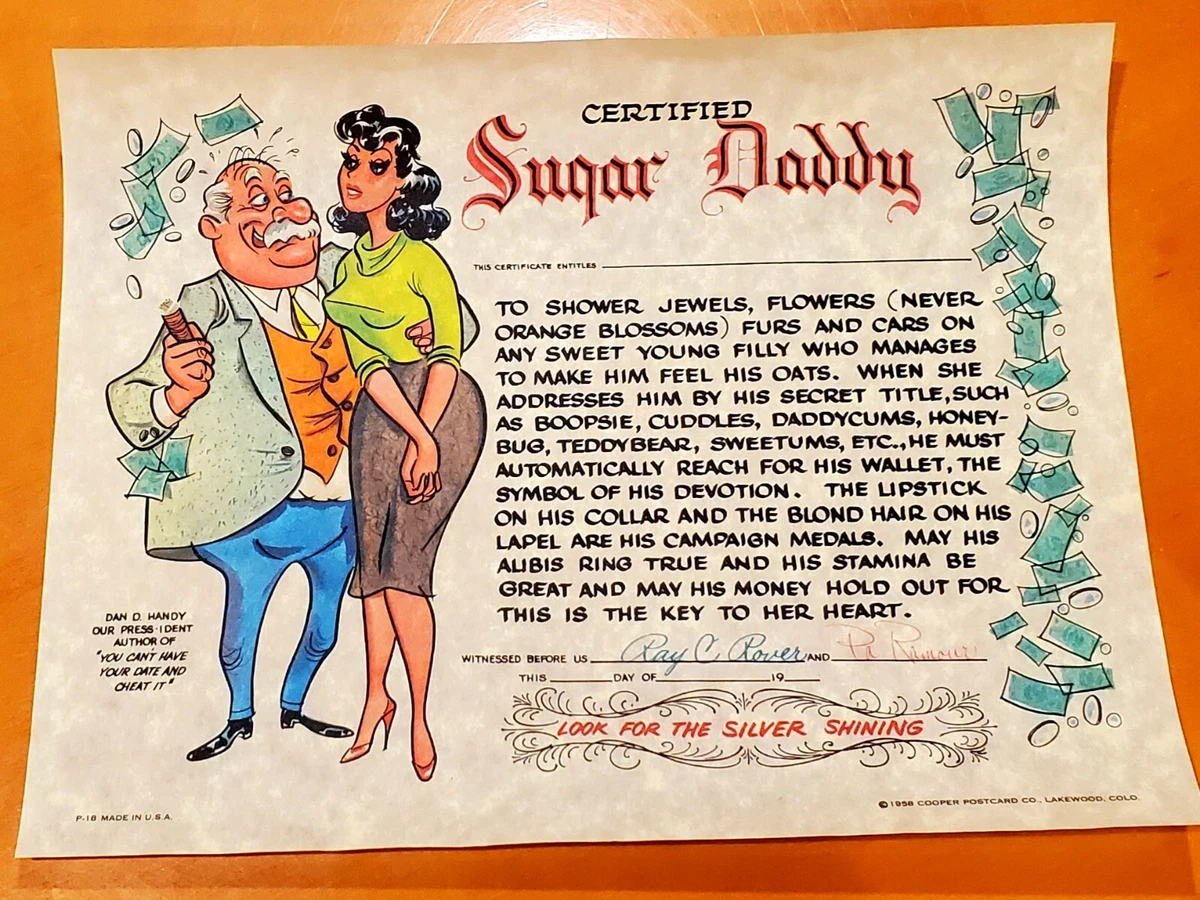 CERTIFIED
Sugar Daddy
THIS CERTIFICATE ENTITLES
TO SHOWER JEWELS, FLOWERS (NEVER
ORANGE BLOSSOMS) FURS AND CARS ON
ANY SWEET YOUNG FILLY WHO MANAGES
TO MAKE HIM FEEL HIS OATS. WHEN SHE
ADDRESSES HIM BY HIS SECRET TITLE, SUCH
AS BOOPSIE, CUDDLES, DADDYCUMS, HONEY-
BUG, TEDDYBEAR, SWEETUMS, ETC., HE MUST
AUTOMATICALLY REACH FOR HIS WALLET, THE
SYMBOL OF HIS DEVOTION. THE LIPSTICK
ON HIS COLLAR AND THE BLOND HAIR ON HIS
LAPEL ARE HIS CAMPAIGN MEDALS. MAY HIS
ALIBIS RING TRUE AND HIS STAMINA BE
GREAT AND MAY HIS MONEY HOLD OUT FOR
THIS IS THE KEY TO HER HEART.
DAN D. HANDY
OUR PRESS·IDENT
AUTHOR OF
"YOU CAN'T HAVE
YOUR DATE AND
CHEAT IT"
WITNESSED BEFORE US Ray C. Rover AND
THIS DAY OF 19
LOOK FOR THE SILVER SHINING
P-18 MADE IN U.S.A.
© 1958 COOPER POSTCARD CO., LAKEWOOD, COLO.